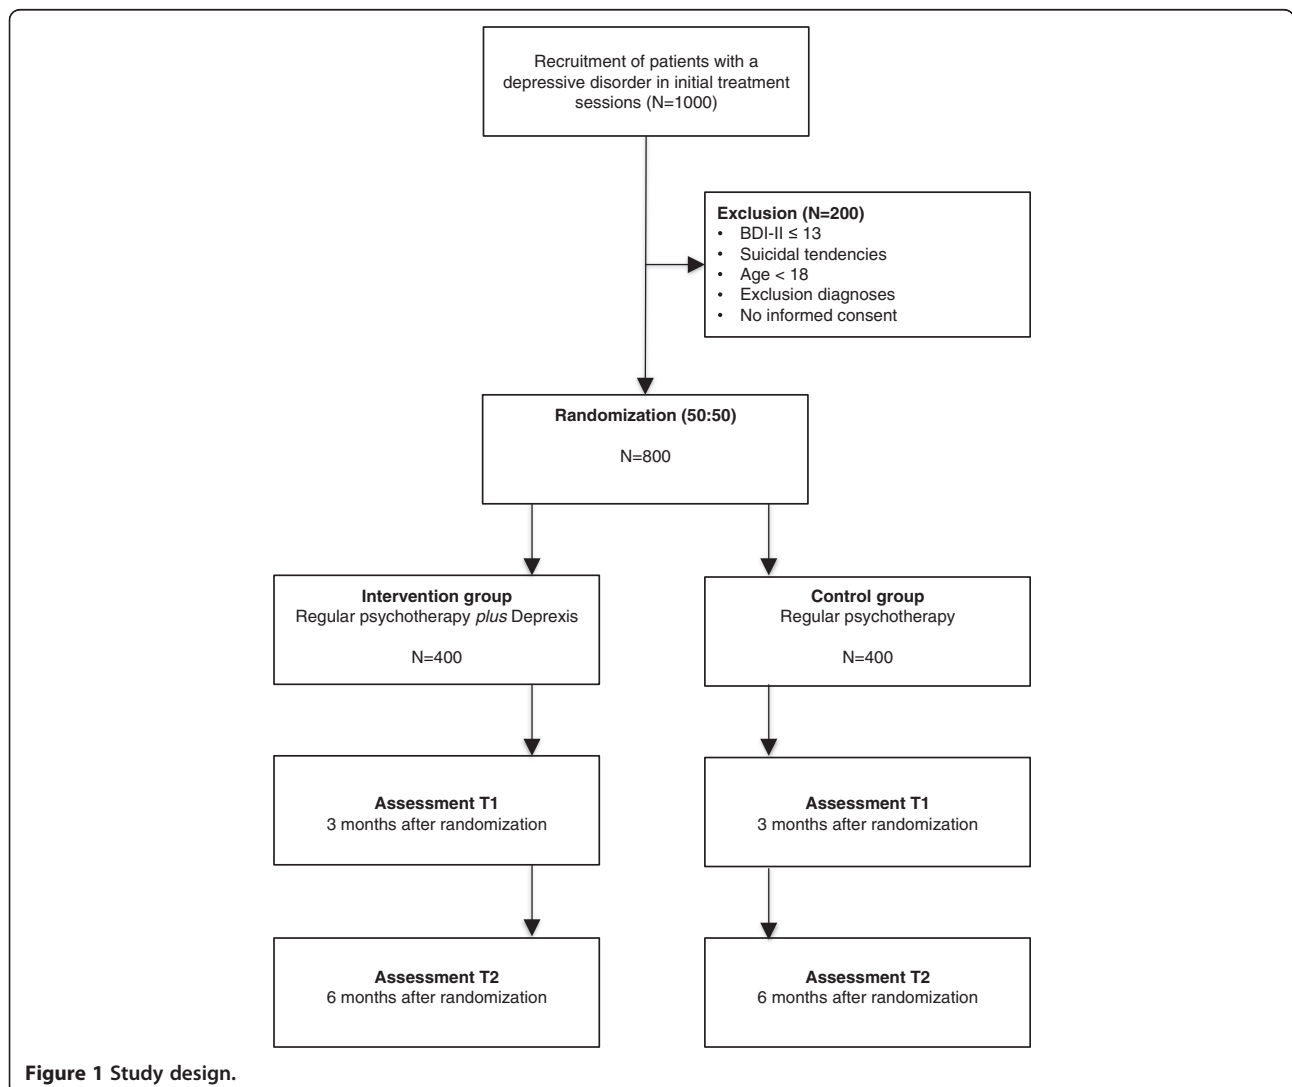 Recruitment of patients with a
depressive disorder in initial treatment
sessions (N=1000)
Exclusion (N=200)
• BDI-II ≤ 13
• Suicidal tendencies
• Age < 18
• Exclusion diagnoses
• No informed consent
Randomization (50:50)
N=800
Intervention group
Regular psychotherapy plus Deprexis
N=400
Control group
Regular psychotherapy
N=400
Assessment T1
3 months after randomization
Assessment T1
3 months after randomization
Assessment T2
6 months after randomization
Assessment T2
6 months after randomization
Figure 1 Study design.